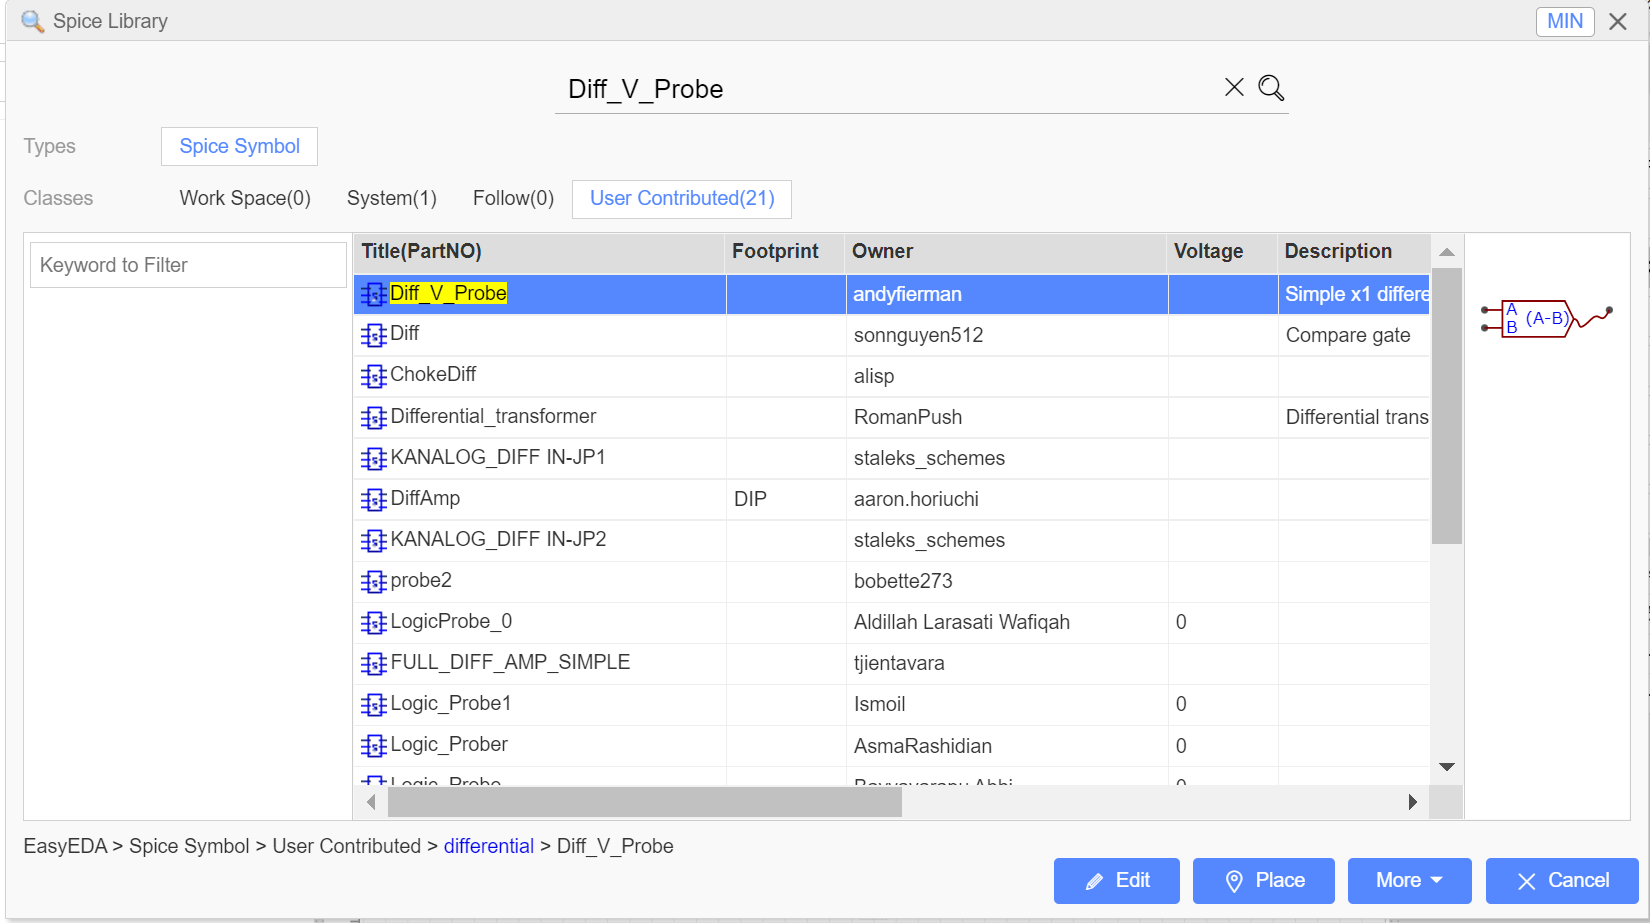 Spice Library MIN
Diff_V_Probe
Types Spice Symbol
Classes Work Space(0) System(1) Follow(0) User Contributed(21)
Keyword to Filter
Title(PartNO) Footprint Owner Voltage Description
Diff_V_Probe andyfierman Simple x1 differe
Diff sonnguyen512 Compare gate
ChokeDiff alisp
Differential_transformer RomanPush Differential trans
KANALOG_DIFF IN-JP1 staleks_schemes
DiffAmp DIP aaron.horiuchi
KANALOG_DIFF IN-JP2 staleks_schemes
probe2 bobette273
LogicProbe_0 Aldillah Larasati Wafiqah 0
FULL_DIFF_AMP_SIMPLE tjientavara
Logic_Probe1 Ismoil 0
Logic_Prober AsmaRashidian 0
Logic_Probe
A
B
(A-B)
EasyEDA > Spice Symbol > User Contributed > differential > Diff_V_Probe
Edit Place More Cancel